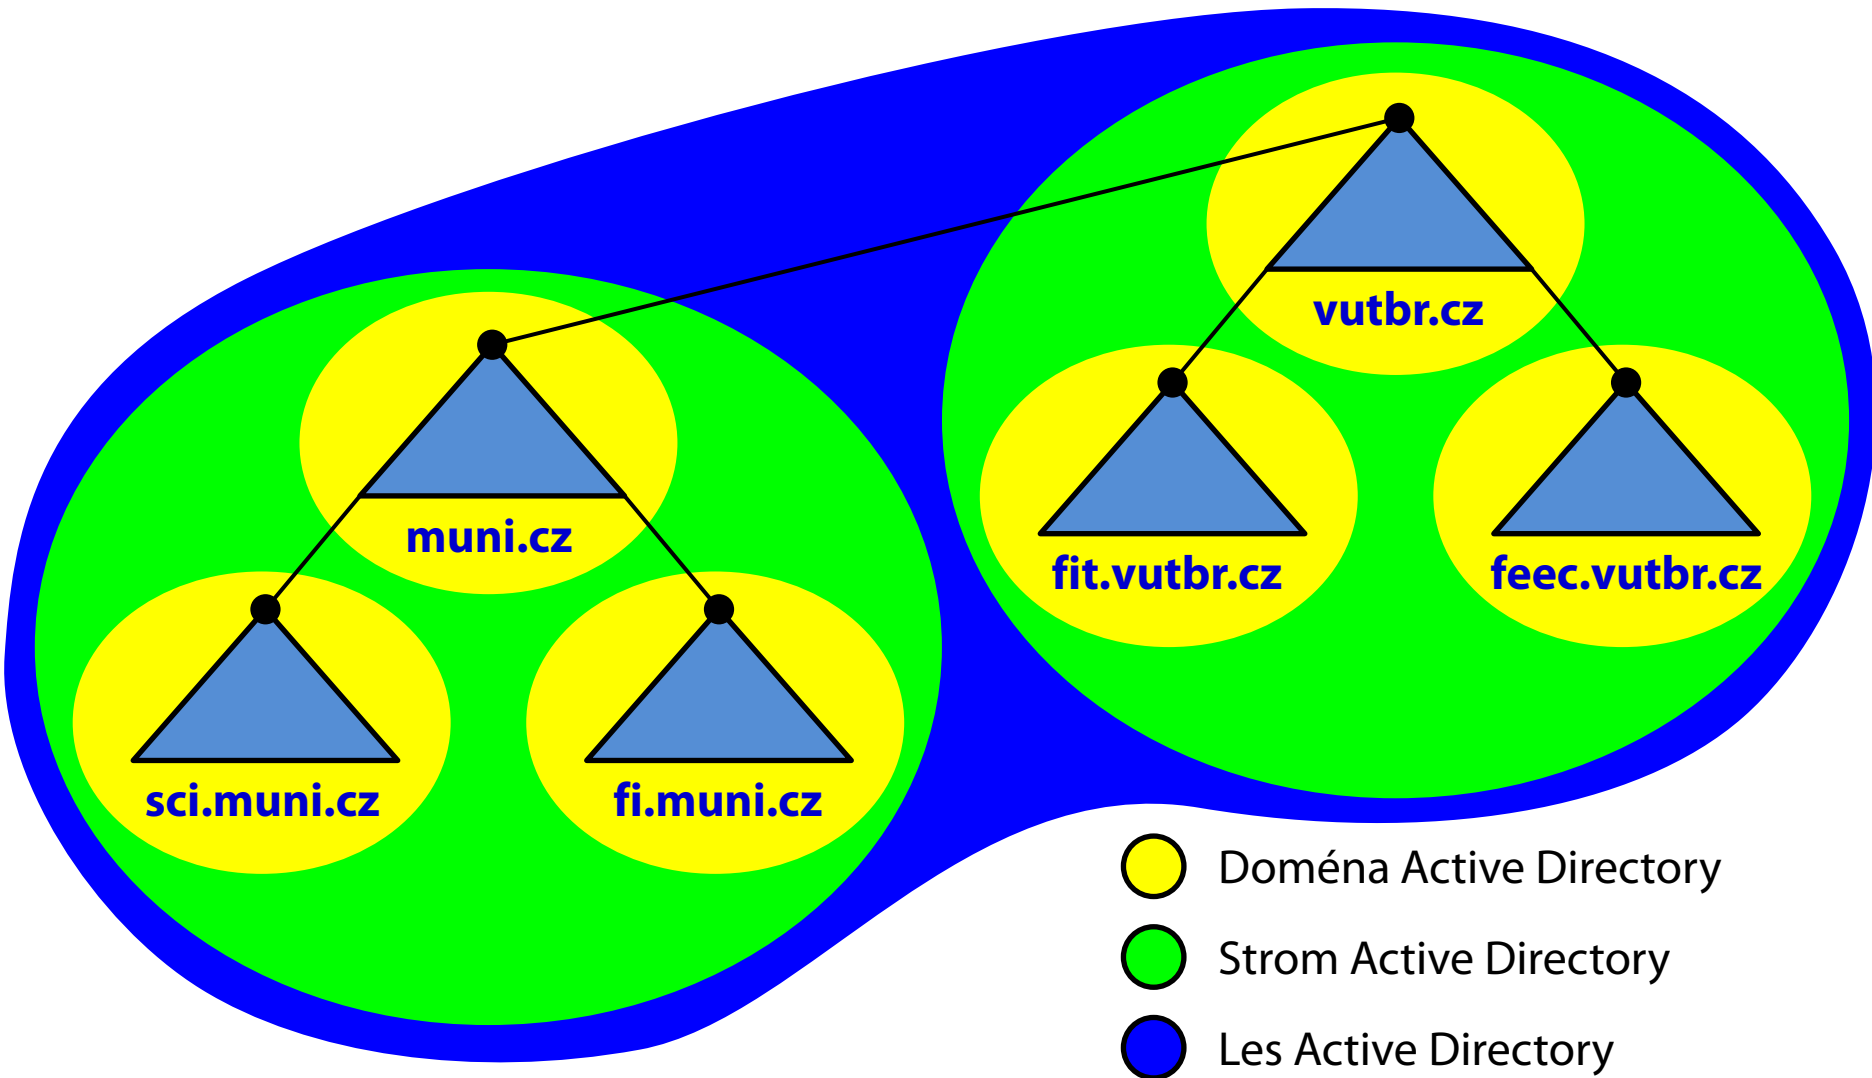 vutbr.cz
muni.cz
fit.vutbr.cz
feec.vutbr.cz
sci.muni.cz
fi.muni.cz
Doména Active Directory
Strom Active Directory
Les Active Directory